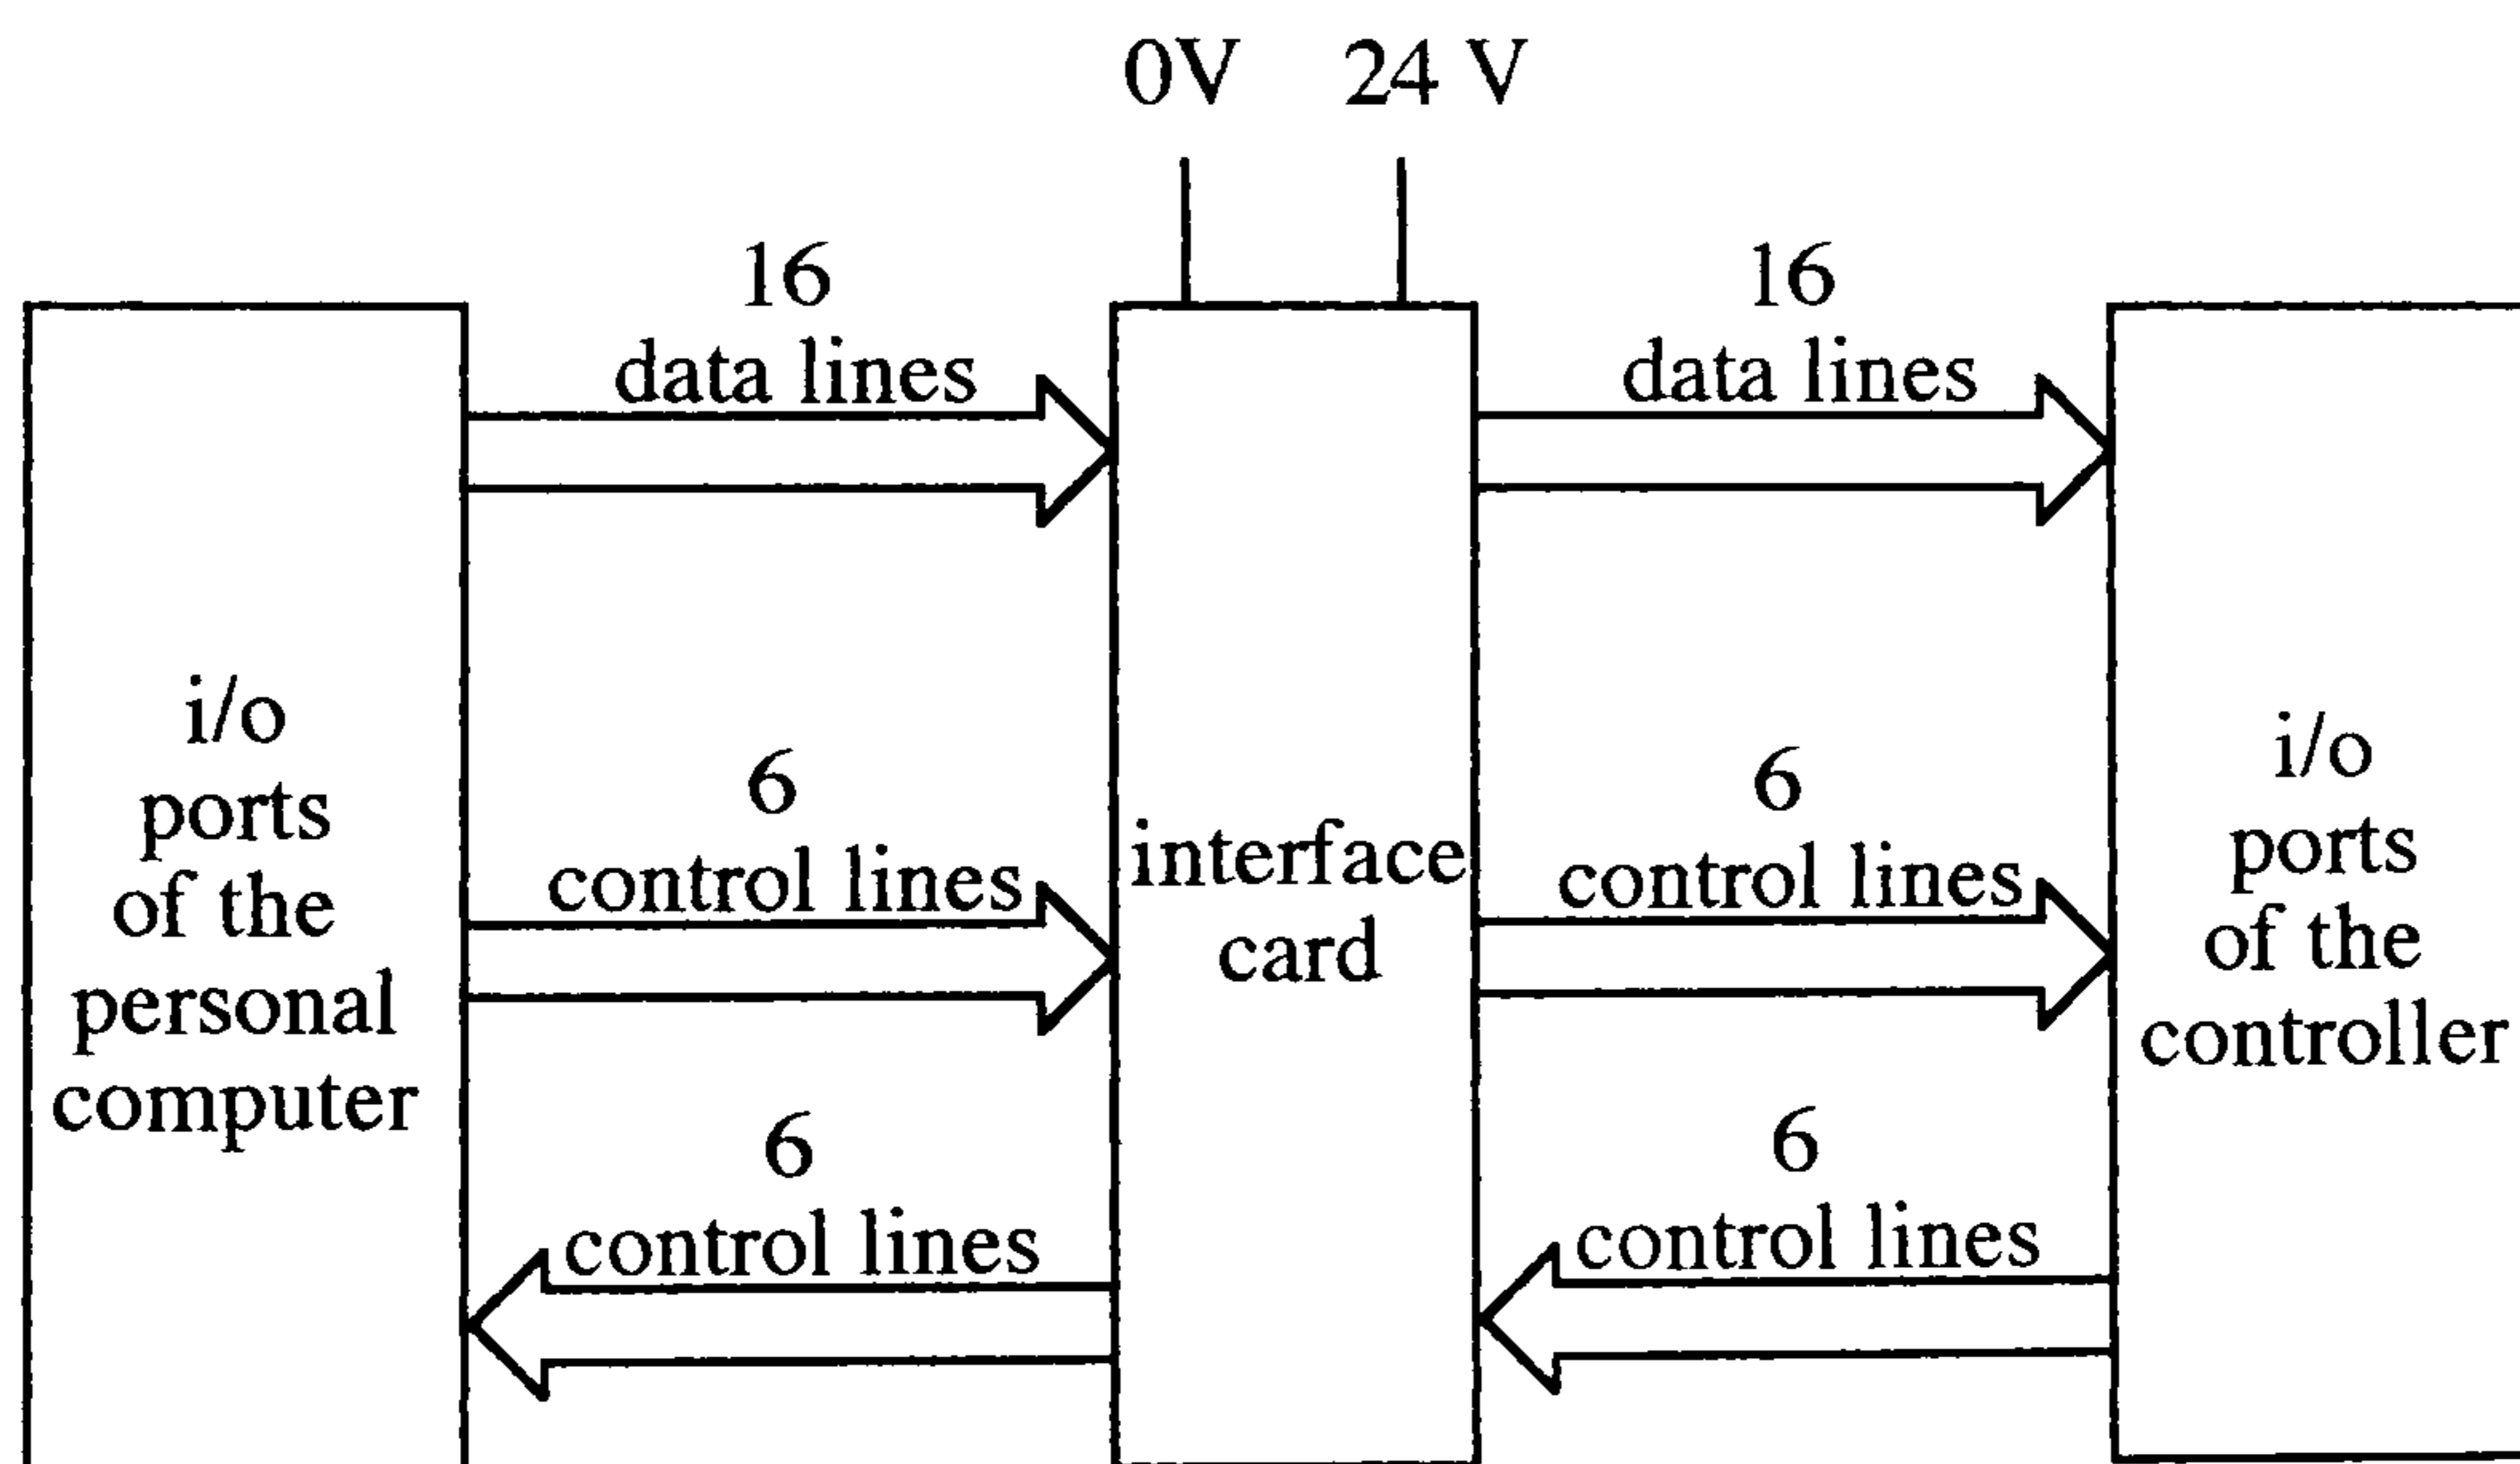 0V 24 V
16
data lines
16
data lines
i/o
ports
of the
personal
computer
6
control lines
6
control lines
interface
card
6
control lines
6
control lines
i/o
ports
of the
controller